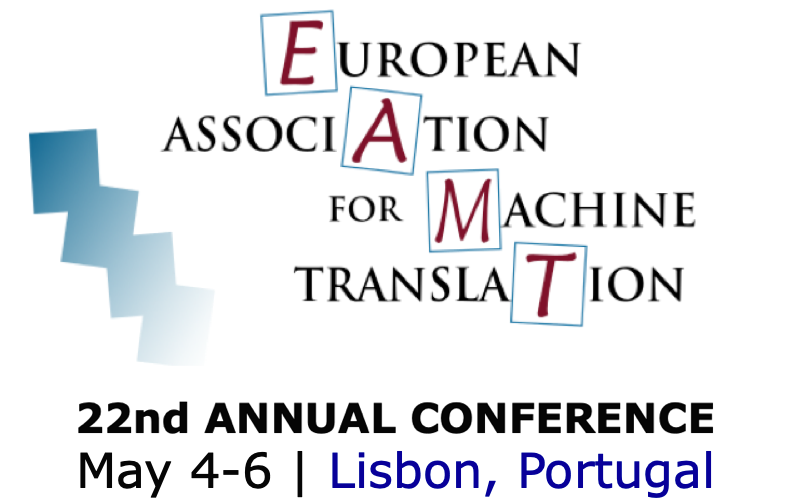 EUROPEAN
ASSOCIATION
FOR MACHINE
TRANSLATION
22nd ANNUAL CONFERENCE
May 4-6 | Lisbon, Portugal